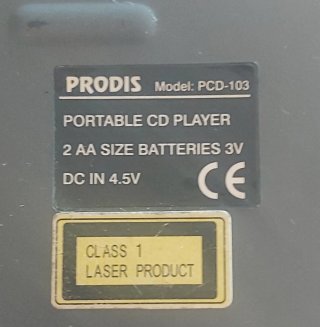 PRODIS Model: PCD-103
PORTABLE CD PLAYER
2 AA SIZE BATTERIES 3V
DC IN 4.5V CE
CLASS 1
LASER PRODUCT